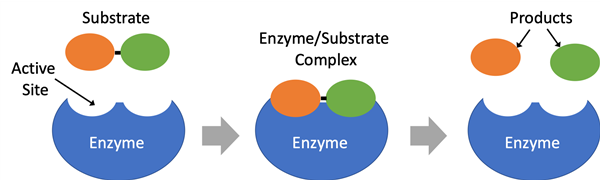 Substrate
Active
Site
Enzyme
Enzyme/Substrate
Complex
Enzyme
Products
Enzyme